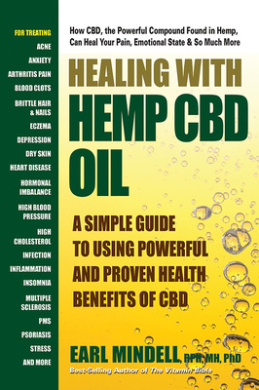 How CBD, the Powerful Compound Found in Hemp,
Can Heal Your Pain, Emotional State & So Much More
FOR TREATING
ACNE
ANXIETY
ARTHRITIS PAIN
BLOOD CLOTS
BRITTLE HAIR
& NAILS
ECZEMA
DEPRESSION
DRY SKIN
HEART DISEASE
HORMONAL
IMBALANCE
HIGH BLOOD
PRESSURE
HIGH
CHOLESTEROL
INFECTION
INFLAMMATION
INSOMNIA
MULTIPLE
SCLEROSIS
PMS
PSORIASIS
STRESS
AND MORE
HEALING WITH
HEMP CBD
OIL
A SIMPLE GUIDE
TO USING POWERFUL
AND PROVEN HEALTH
BENEFITS OF CBD
EARL MINDELL, RPH, MH, PhD
Best-Selling Author of The Vitamin Bible